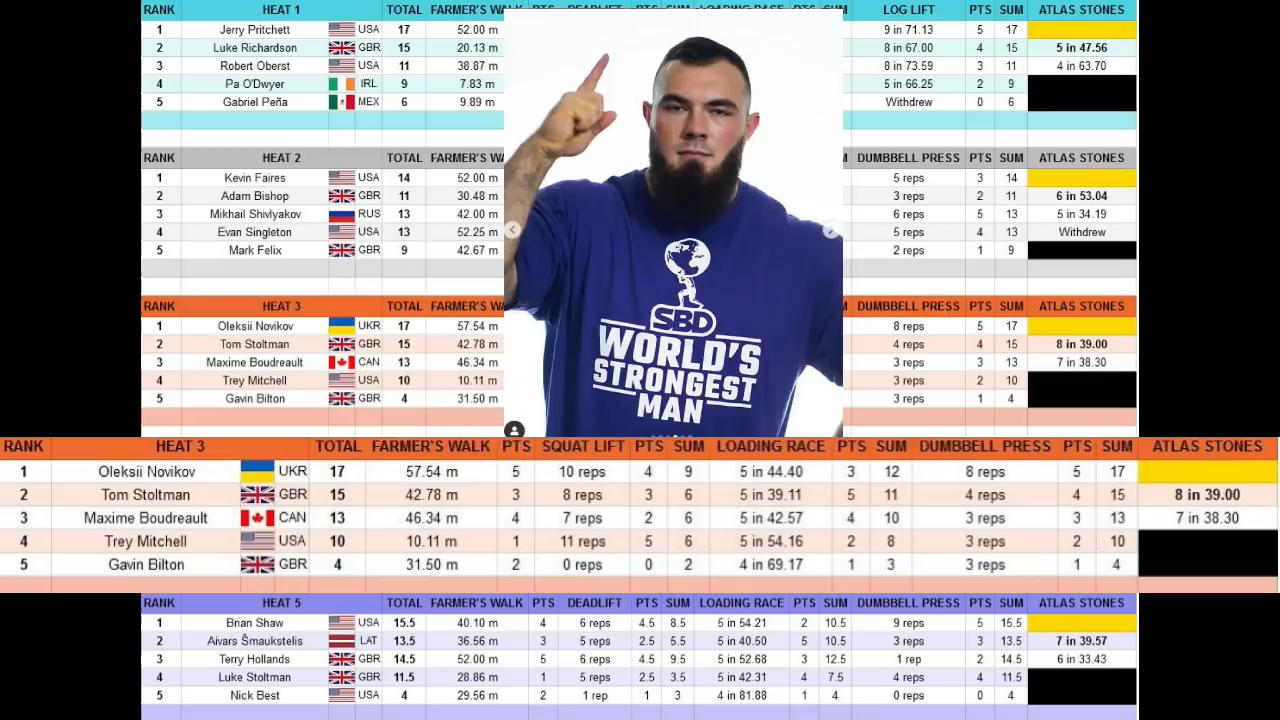 RANK HEAT 1 TOTAL FARMER'S WALK PTS DEADLIFT PTS SUM LOADING RACE PTS SUM LOG LIFT PTS SUM ATLAS STONES
1 Jerry Pritchett USA 17 52.00 m 9 in 71.13 5 17
2 Luke Richardson GBR 15 20.13 m 8 in 67.00 4 15 5 in 47.56
3 Robert Oberst USA 11 38.87 m 8 in 73.59 3 11 4 in 63.70
4 Pa O'Dwyer IRL 9 7.83 m 5 in 66.25 2 9
5 Gabriel Peña MEX 6 9.89 m Withdrew 0 6
RANK HEAT 2 TOTAL FARMER'S WA M DUMBBELL PRESS PTS SUM ATLAS STONES
1 Kevin Faires USA 14 52.00 m 5 reps 3 14
2 Adam Bishop GBR 11 30.48 m 3 reps 2 11 6 in 53.04
3 Mikhail Shivlyakov RUS 13 42.00 m 6 reps 5 13 5 in 34.19
4 Evan Singleton USA 13 52.25 m 5 reps 4 13 Withdrew
5 Mark Felix GBR 9 42.67 m 2 reps 1 9
RANK HEAT 3 TOTAL FARMER'S WA M DUMBBELL PRESS PTS SUM ATLAS STONES
1 Oleksii Novikov UKR 17 57.54 m 8 reps 5 17
2 Tom Stoltman GBR 15 42.78 m 4 reps 4 15 8 in 39.00
3 Maxime Boudreault CAN 13 46.34 m 3 reps 3 13 7 in 38.30
4 Trey Mitchell USA 10 10.11 m 3 reps 2 10
5 Gavin Bilton GBR 4 31.50 m 3 reps 1 4
SBD
WORLD'S
STRONGEST
MAN
RANK HEAT 3 TOTAL FARMER'S WALK PTS SQUAT LIFT PTS SUM LOADING RACE PTS SUM DUMBBELL PRESS PTS SUM ATLAS STONES
1 Oleksii Novikov UKR 17 57.54 m 5 10 reps 4 9 5 in 44.40 3 12 8 reps 5 17
2 Tom Stoltman GBR 15 42.78 m 3 8 reps 3 6 5 in 39.11 5 11 4 reps 4 15 8 in 39.00
3 Maxime Boudreault CAN 13 46.34 m 4 7 reps 2 6 5 in 42.57 4 10 3 reps 3 13 7 in 38.30
4 Trey Mitchell USA 10 10.11 m 1 11 reps 5 6 5 in 54.16 2 8 3 reps 2 10
5 Gavin Bilton GBR 4 31.50 m 2 0 reps 0 2 4 in 69.17 1 3 3 reps 1 4
RANK HEAT 5 TOTAL FARMER'S WALK PTS DEADLIFT PTS SUM LOADING RACE PTS SUM DUMBBELL PRESS PTS SUM ATLAS STONES
1 Brian Shaw USA 15.5 40.10 m 4 6 reps 4.5 8.5 5 in 54.21 2 10.5 9 reps 5 15.5
2 Aivars Šmaukstelis LAT 13.5 36.56 m 3 5 reps 2.5 5.5 5 in 40.50 5 10.5 3 reps 3 13.5 7 in 39.57
3 Terry Hollands GBR 14.5 52.00 m 5 6 reps 4.5 9.5 5 in 52.68 3 12.5 1 rep 2 14.5 6 in 33.43
4 Luke Stoltman GBR 11.5 28.86 m 1 5 reps 2.5 3.5 5 in 42.31 4 7.5 4 reps 4 11.5
5 Nick Best USA 4 29.56 m 2 1 rep 1 3 4 in 81.88 1 4 0 reps 0 4